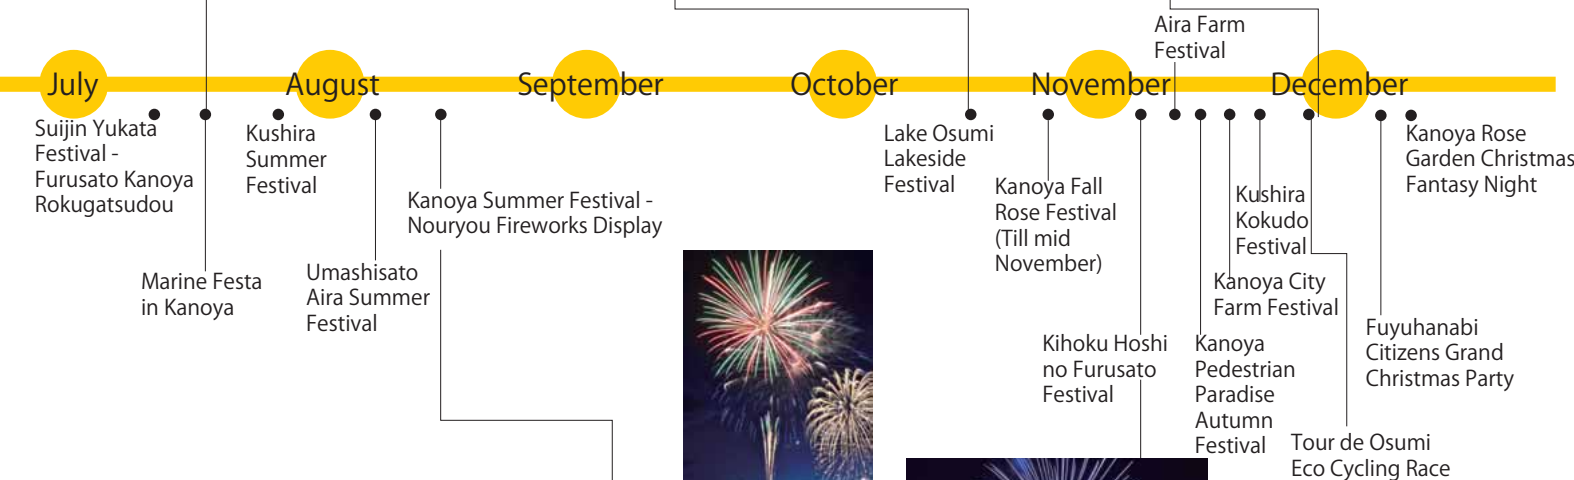 Aira Farm
Festival
July
August
September
October
November
December
Suijin Yukata
Festival -
Furusato Kanoya
Rokugatsudou
Marine Festa
in Kanoya
Kushira
Summer
Festival
Umashisato
Aira Summer
Festival
Kanoya Summer Festival -
Nouryou Fireworks Display
Lake Osumi
Lakeside
Festival
Kanoya Fall
Rose Festival
(Till mid
November)
Kihoku Hoshi
no Furusato
Festival
Kanoya
Pedestrian
Paradise
Autumn
Festival
Kanoya City
Farm Festival
Kushira
Kokudo
Festival
Tour de Osumi
Eco Cycling Race
Fuyuhanabi
Citizens Grand
Christmas Party
Kanoya Rose
Garden Christmas
Fantasy Night